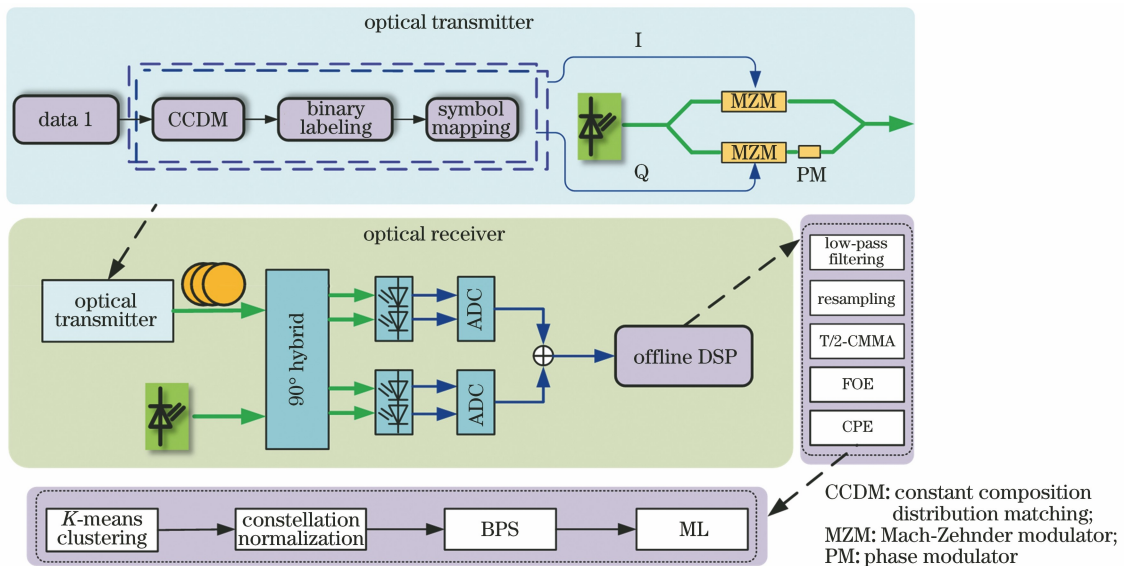 optical transmitter
I
data 1
CCDM
binary
labeling
symbol
mapping
MZM
MZM
PM
Q
optical receiver
optical
transmitter
90° hybrid
ADC
ADC
offline DSP
low-pass
filtering
resampling
T/2-CMMA
FOE
CPE
K-means
clustering
constellation
normalization
BPS
ML
CCDM: constant composition
distribution matching;
MZM: Mach-Zehnder modulator;
PM: phase modulator